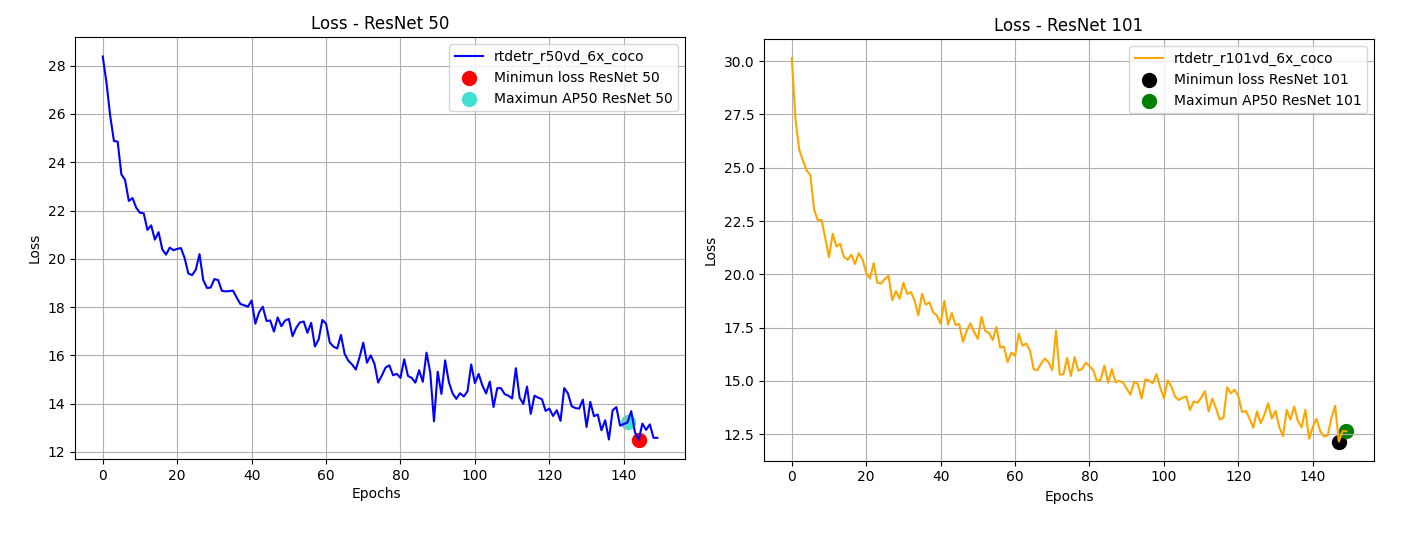 Loss - ResNet 50
rtdetr_r50vd_6x_coco
Minimun loss ResNet 50
Maximun AP50 ResNet 50
28
26
24
22
20
18
16
14
12
Loss
0 20 40 60 80 100 120 140
Epochs
Loss - ResNet 101
rtdetr_r101vd_6x_coco
Minimun loss ResNet 101
Maximun AP50 ResNet 101
30.0
27.5
25.0
22.5
20.0
17.5
15.0
12.5
Loss
0 20 40 60 80 100 120 140
Epochs